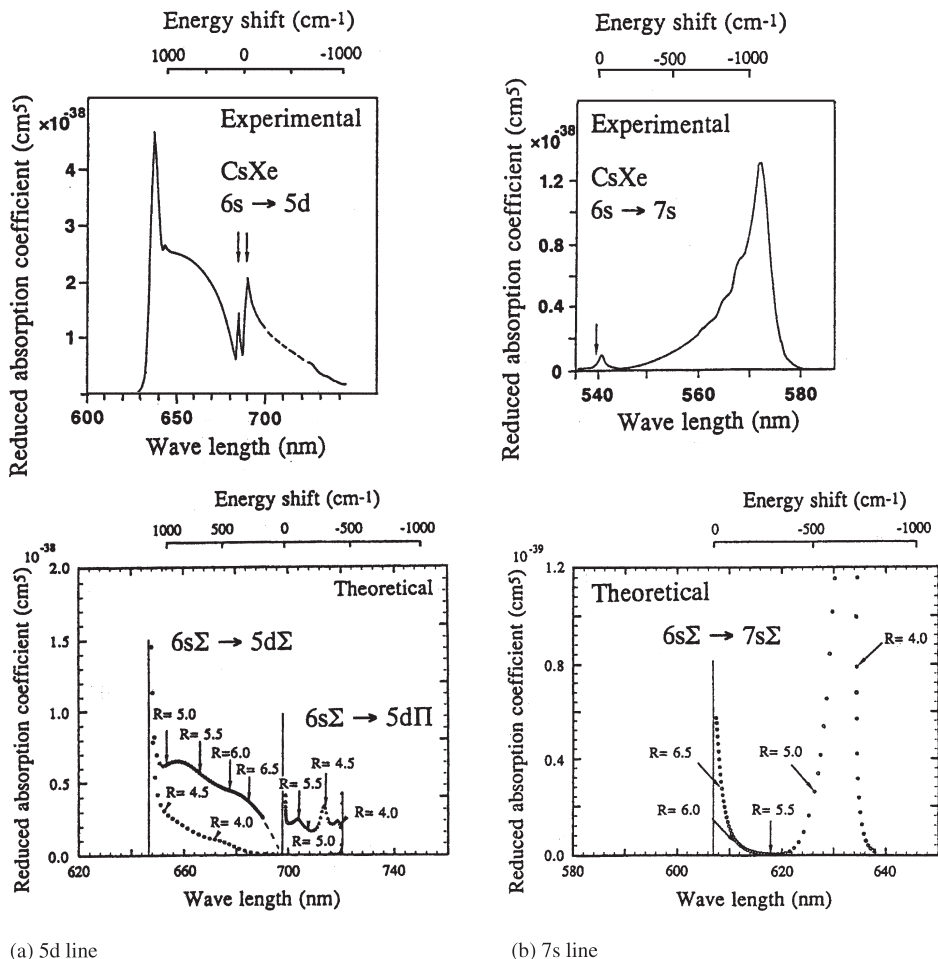 Energy shift (cm-1)
1000 0 -1000
×10-38
Reduced absorption coefficient (cm5)
Experimental
CsXe
6s → 5d
4
3
2
1
600 650 700
Wave length (nm)
Energy shift (cm-1)
0 -500 -1000
×10-38
Reduced absorption coefficient (cm5)
Experimental
CsXe
6s → 7s
1.2
0.8
0.4
0
540 560 580
Wave length (nm)
Energy shift (cm-1)
1000 500 0 -500 -1000
10-38
Reduced absorption coefficient (cm5)
Theoretical
2.0
1.5
1.0
0.5
0.0
6sΣ → 5dΣ
6sΣ → 5dΠ
R= 5.0
R= 5.5
R=6.0
R= 6.5
R= 4.5
R= 4.0
R= 5.5
R= 4.5
R= 5.0
R= 4.0
660 700 740
Wave length (nm)
Energy shift (cm-1)
0 -500 -1000
10-39
Reduced absorption coefficient (cm5)
Theoretical
6sΣ → 7sΣ
1.2
0.8
0.4
0.0
R= 4.0
R= 6.5
R= 5.0
R= 6.0
R= 5.5
580 600 620 640
Wave length (nm)
(a) 5d line
(b) 7s line